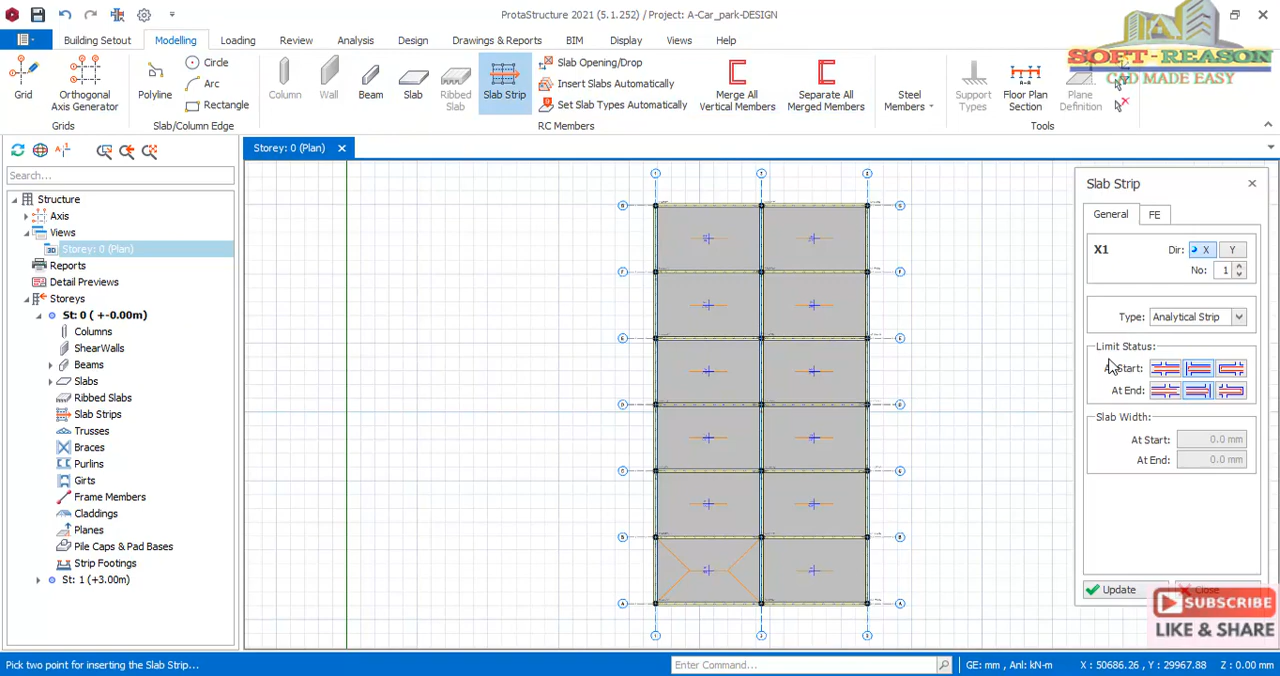 ProtaStructure 2021 (5.1.252) / Project: A-Car_park-DESIGN
SOFT-REASON
CAD MADE EASY
Building Setout
Modelling
Loading
Review
Analysis
Design
Drawings & Reports
BIM
Display
Views
Help
Grid
Orthogonal
Axis Generator
Grids
Polyline
Circle
Arc
Rectangle
Slab/Column Edge
Column
Wall
Beam
Slab
Ribbed
Slab
Slab Strip
Slab Opening/Drop
Insert Slabs Automatically
Set Slab Types Automatically
RC Members
Merge All
Vertical Members
Separate All
Merged Members
Steel
Members
Support
Types
Floor Plan
Section
Plane
Definition
Tools
Search...
Structure
Axis
Views
Storey: 0 (Plan)
Reports
Detail Previews
Storeys
St: 0 ( +-0.00m)
Columns
ShearWalls
Beams
Slabs
Ribbed Slabs
Slab Strips
Trusses
Braces
Purlins
Girts
Frame Members
Claddings
Planes
Pile Caps & Pad Bases
Strip Footings
St: 1 (+3.00m)
Storey: 0 (Plan)
Slab Strip
General
FE
X1
Dir: X Y
No: 1
Type: Analytical Strip
Limit Status:
At Start:
At End:
Slab Width:
At Start: 0.0 mm
At End: 0.0 mm
Update
Close
SUBSCRIBE
LIKE & SHARE
Pick two point for inserting the Slab Strip...
Enter Command...
GE: mm , Anl: kN-m
X : 50686.26 , Y : 29967.88
Z : 0.00 mm